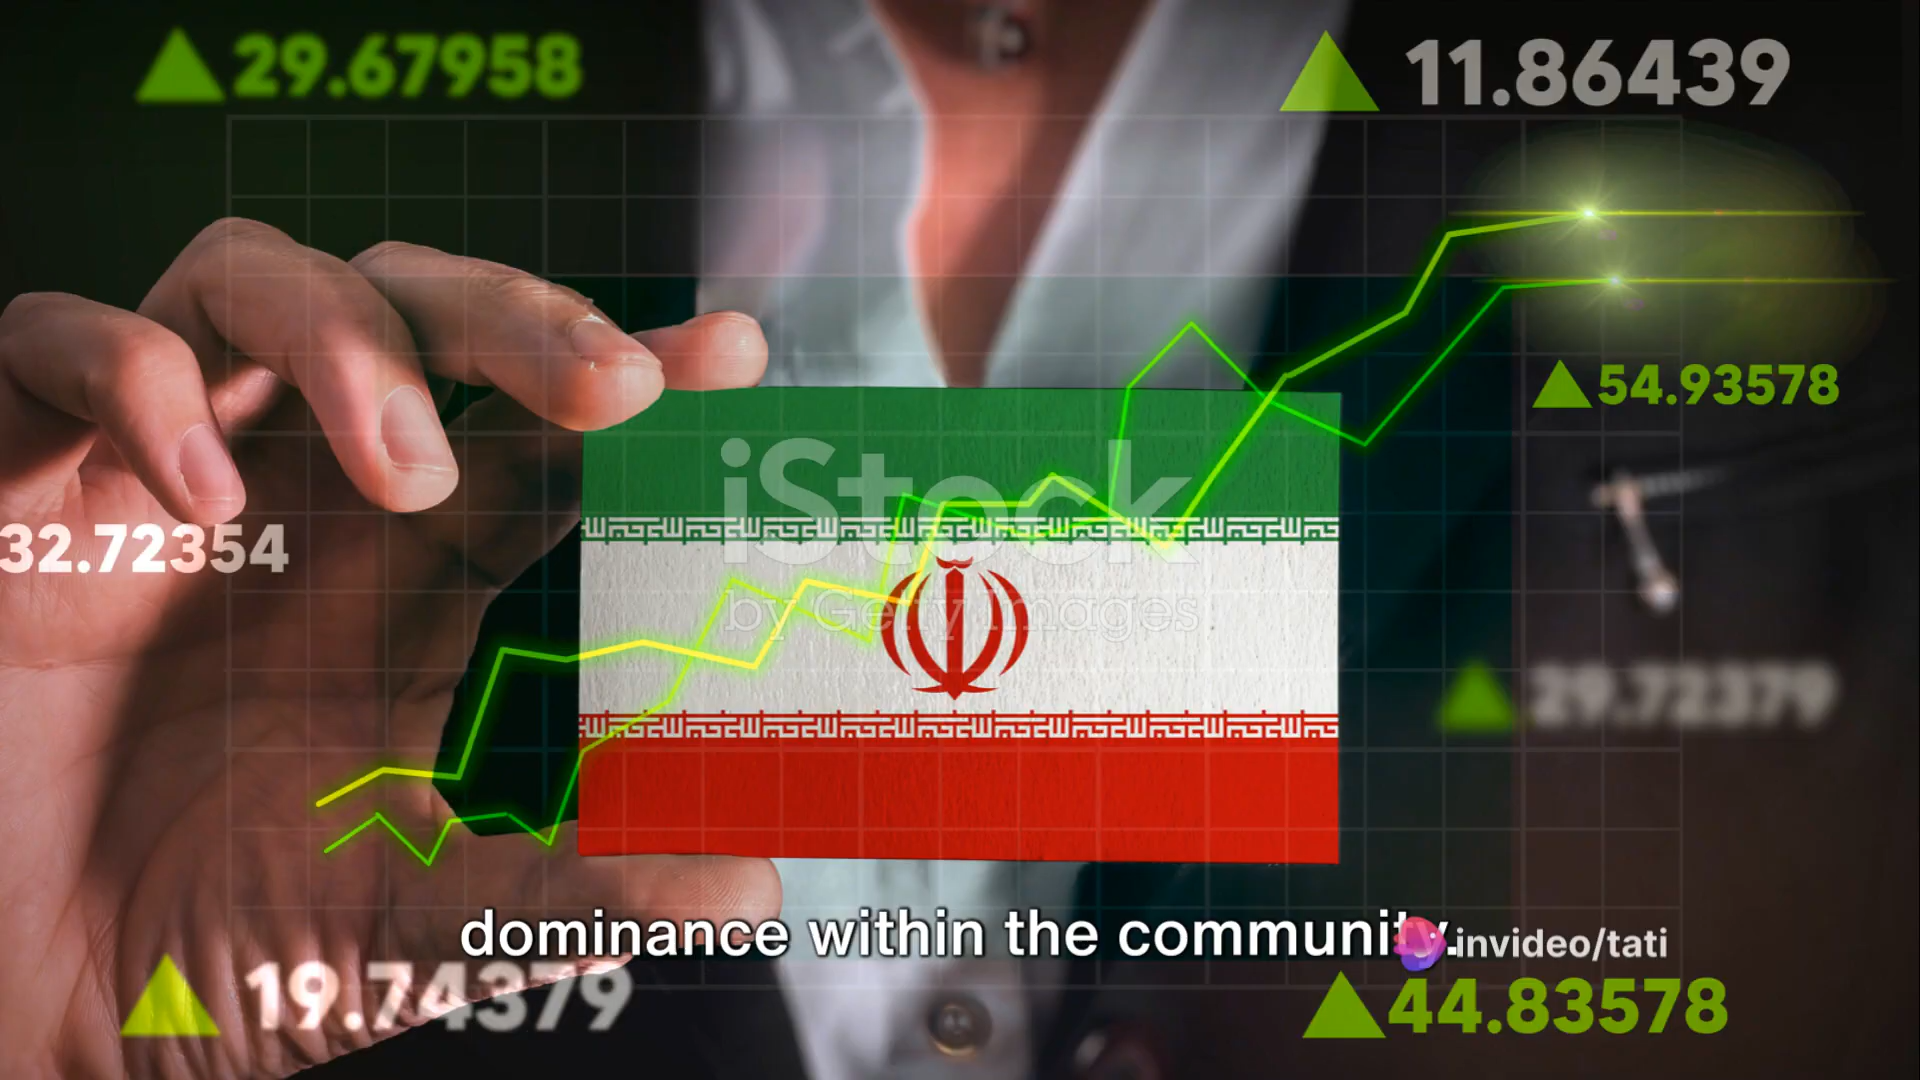 29.67958
11.86439
54.93578
iStock
32.72354
by Getty Images
29.72379
dominance within the community.
invideo/tati
19.74379
44.83578